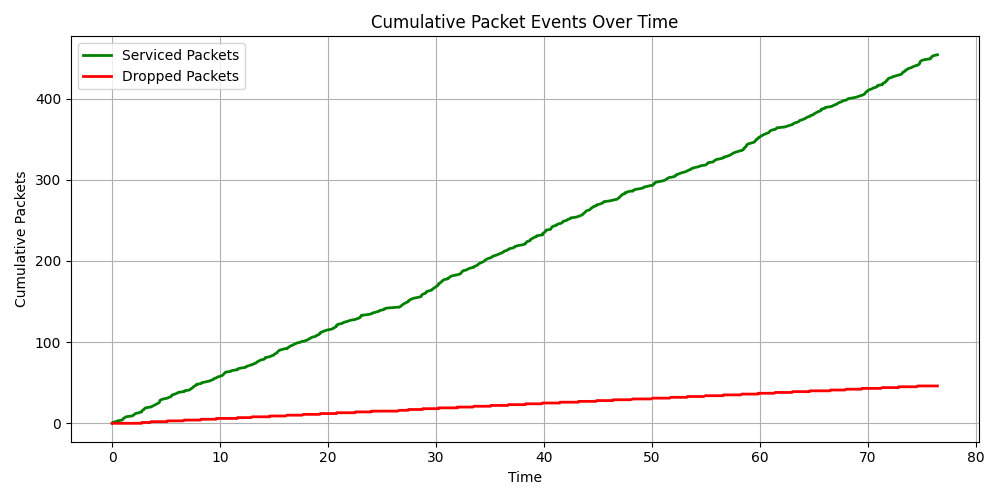 Cumulative Packet Events Over Time
Serviced Packets
Dropped Packets
Cumulative Packets
400
300
200
100
0
0 10 20 30 40 50 60 70 80
Time